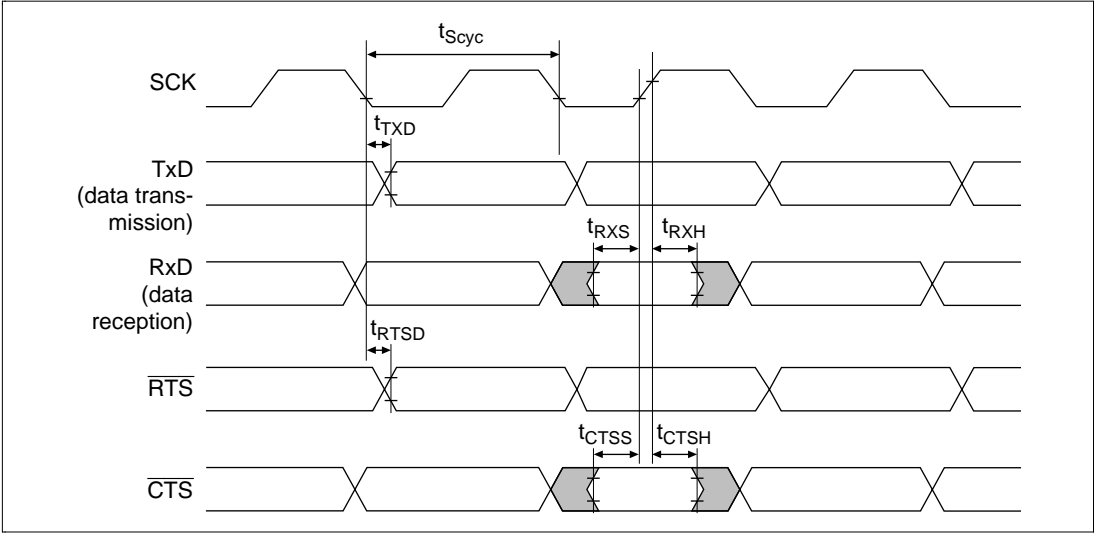 tScyc
SCK
tTXD
TxD
(data trans-
mission)
tRXS
tRXH
RxD
(data
reception)
tRTSD
RTS
tCTSS
tCTSH
CTS